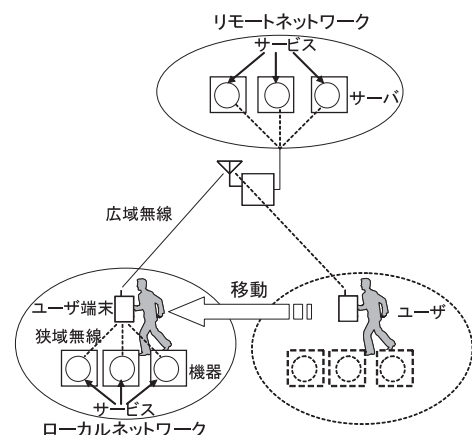 リモートネットワーク
サービス
サーバ
広域無線
ユーザ端末
移動
ユーザ
狭域無線
機器
サービス
ローカルネットワーク